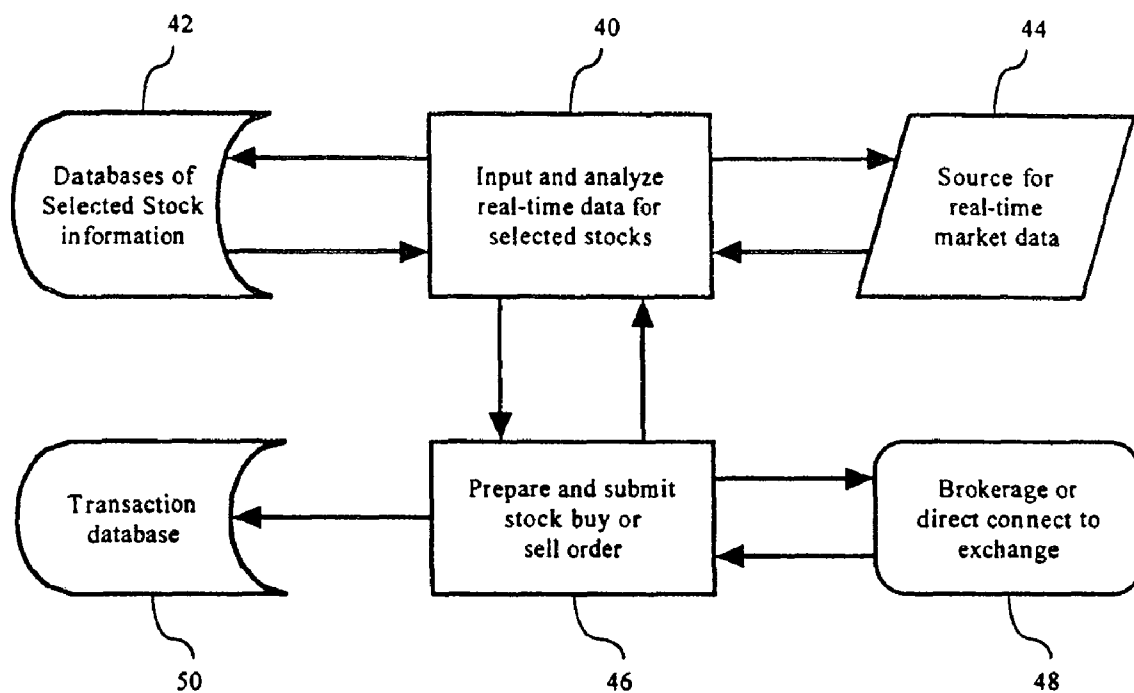 42
40
44
Databases of
Selected Stock
information
Input and analyze
real-time data for
selected stocks
Source for
real-time
market data
Transaction
database
Prepare and submit
stock buy or
sell order
Brokerage or
direct connect to
exchange
50
46
48